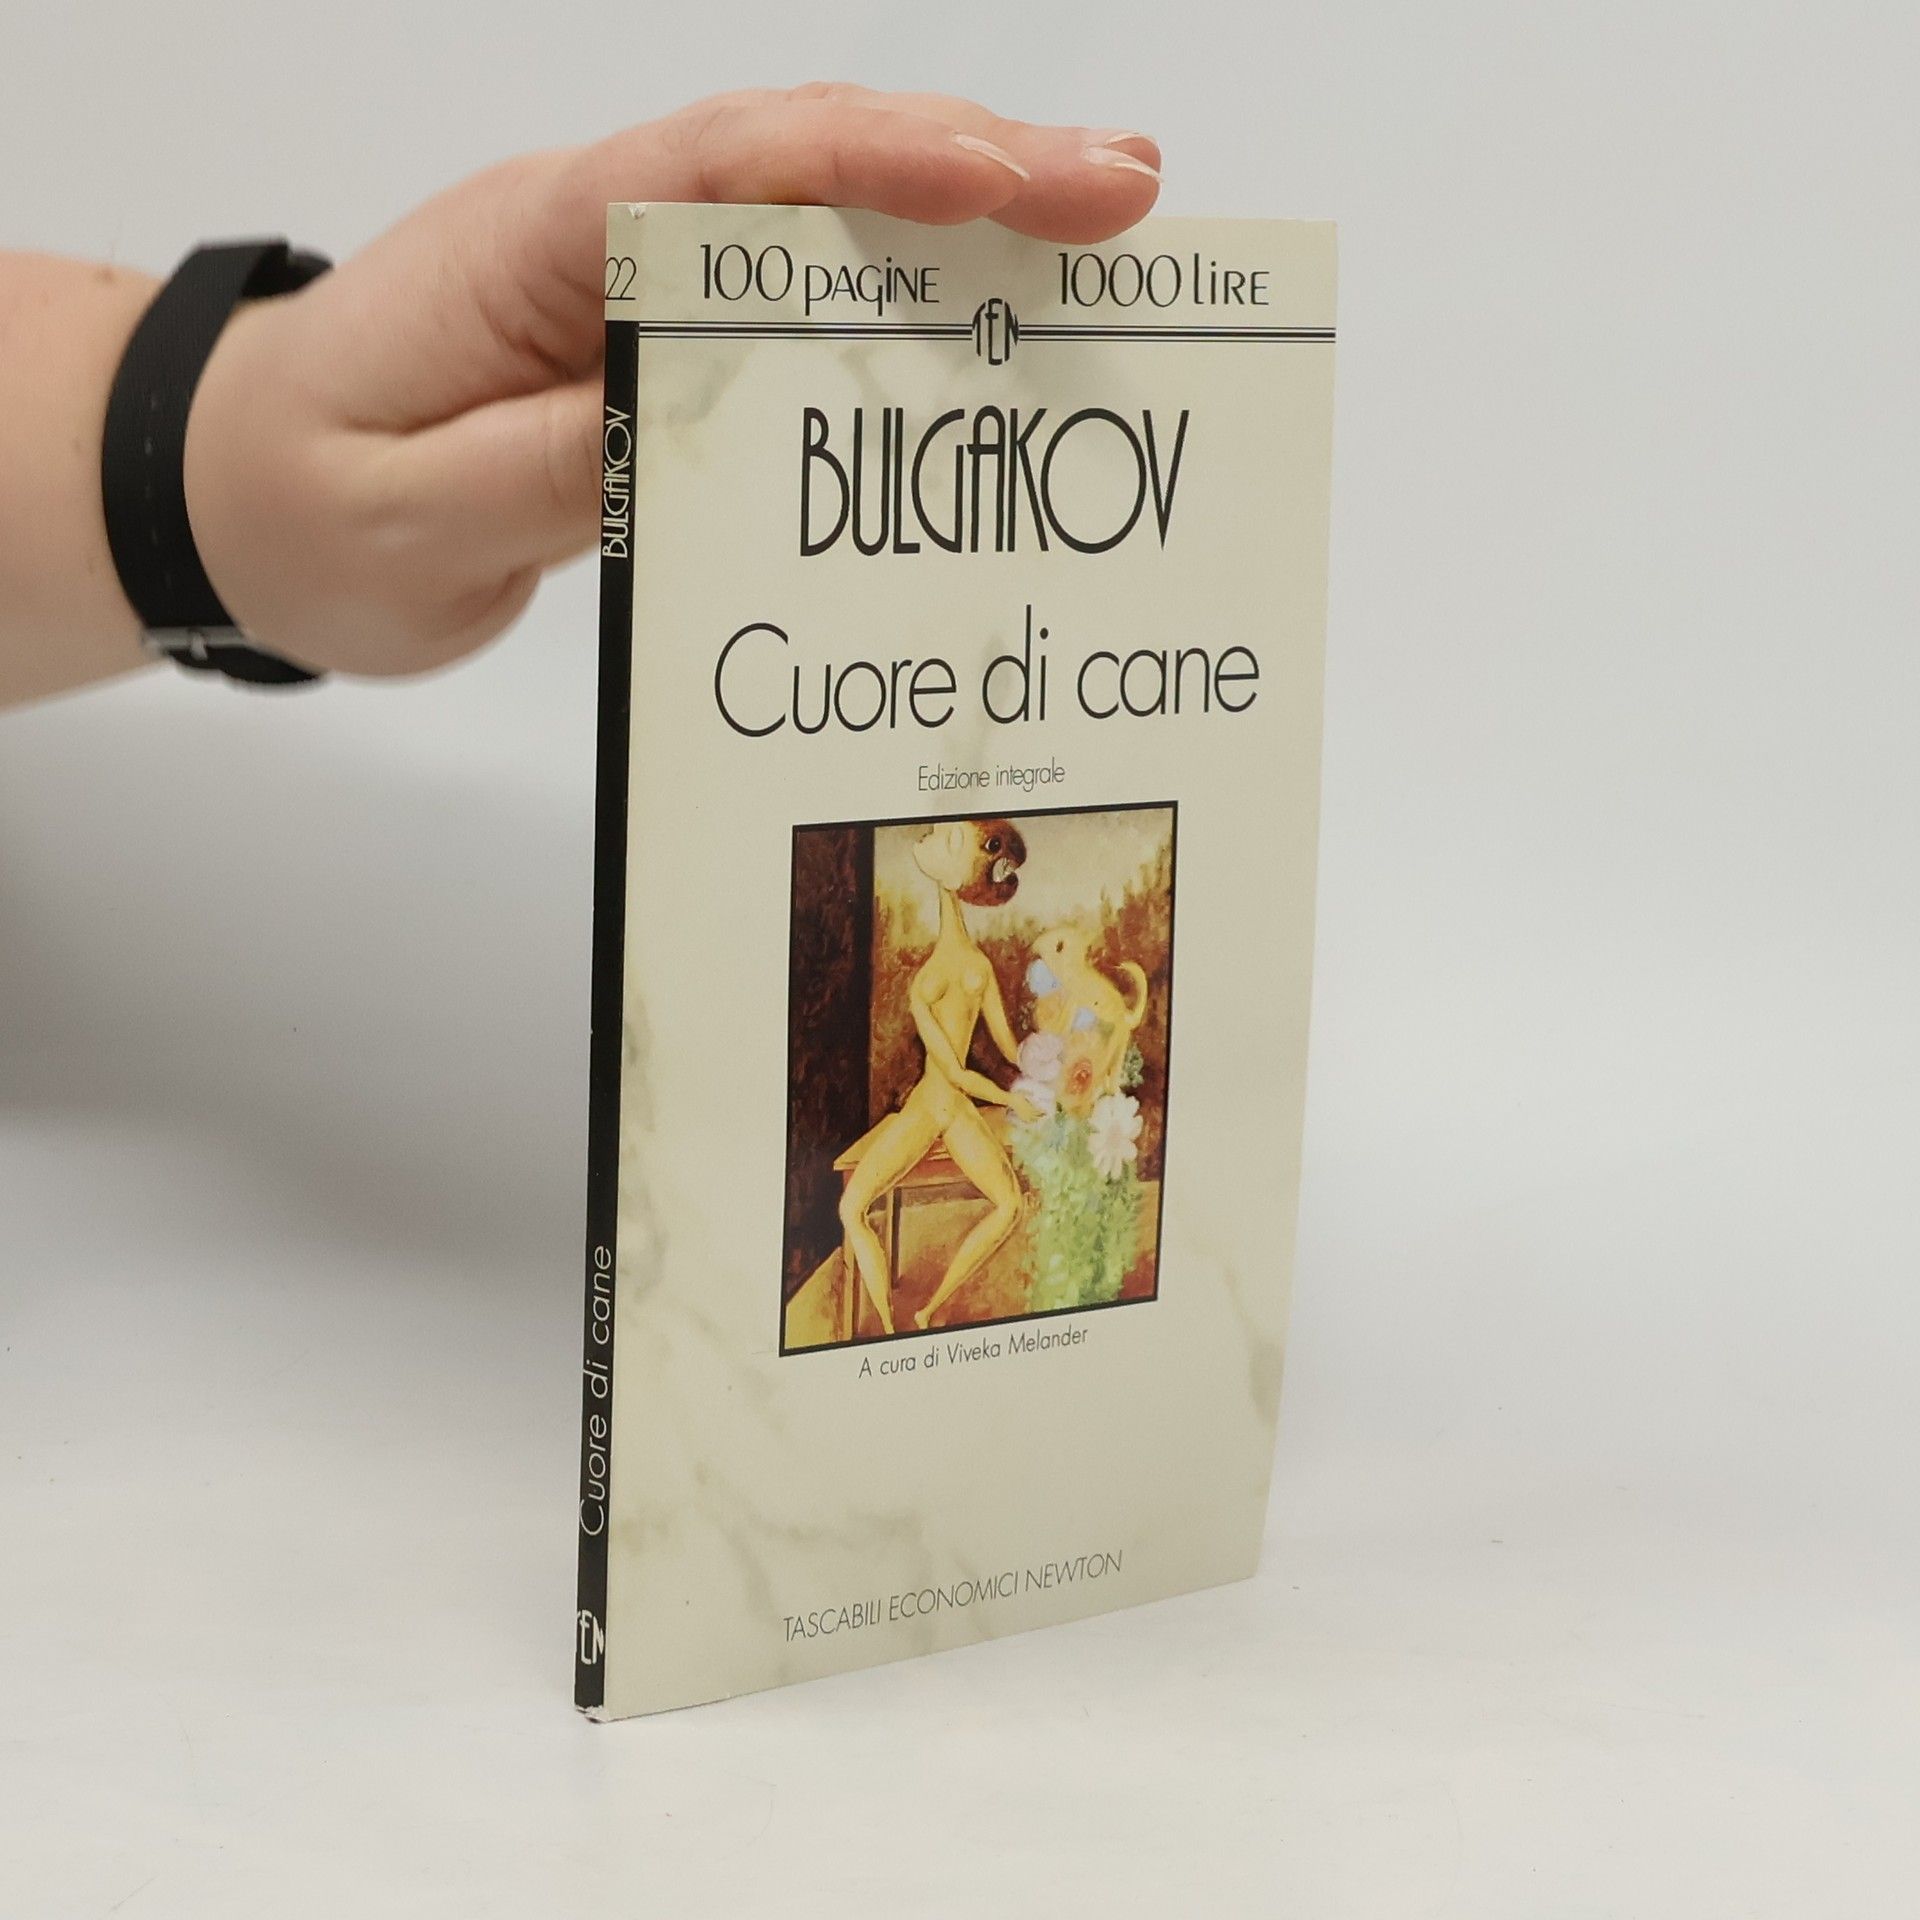 22
100 pagine 1000 lire
TEN
BULGAKOV
Cuore di cane
Edizione integrale
A cura di Viveka Melander
TASCABILI ECONOMICI NEWTON
BULGAKOV
Cuore di cane
TEN